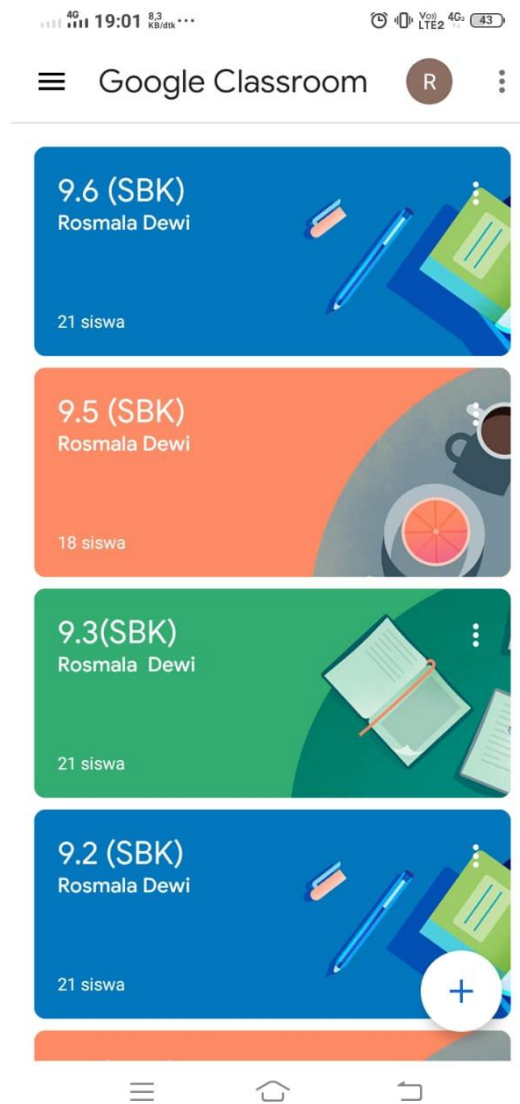 4G 19:01 8,3 KB/dtk ... Vo) LTE2 4G 43
Google Classroom R
9.6 (SBK)
Rosmala Dewi
21 siswa
9.5 (SBK)
Rosmala Dewi
18 siswa
9.3(SBK)
Rosmala Dewi
21 siswa
9.2 (SBK)
Rosmala Dewi
21 siswa